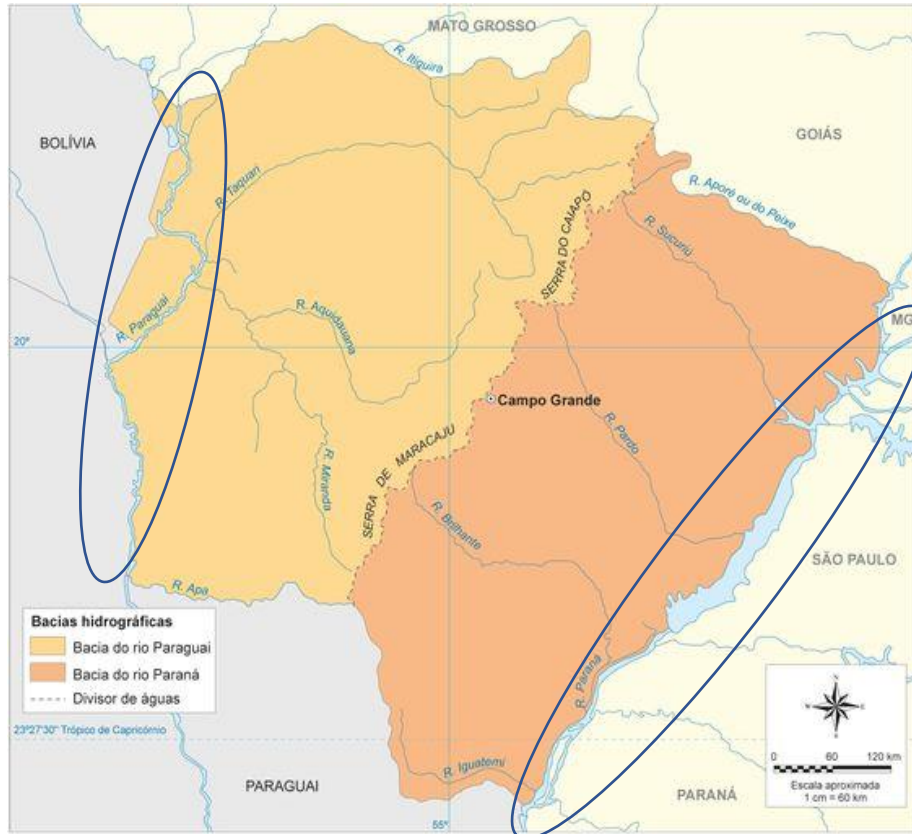 MATO GROSSO
R. Itiquira
BOLÍVIA
GOIÁS
R. Taquari
R. Aporé ou do Peixe
SERRA DO CAIAPÓ
R. Sucuriú
R. Paraguai
R. Aquidauana
MG
20°
Campo Grande
SERRA DE MARACAJU
R. Pardo
R. Miranda
R. Brilhante
SÃO PAULO
R. Apa
Bacias hidrográficas
Bacia do rio Paraguai
Bacia do rio Paraná
Divisor de águas
R. Paraná
23°27'30" Trópico de Capricórnio
N
O
L
S
0 60 120 km
Escala aproximada
1 cm = 60 km
R. Iguatemi
PARAGUAI
PARANÁ
55°